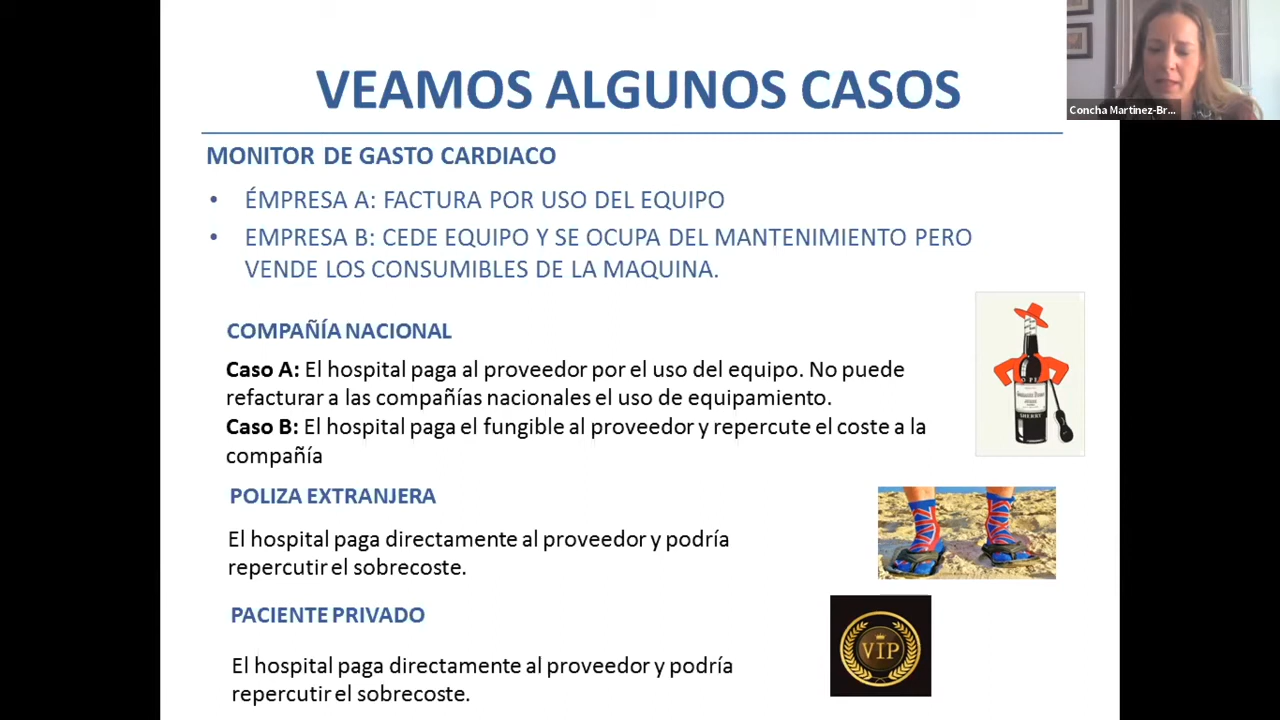 VEAMOS ALGUNOS CASOS
Concha Martinez-Br...
MONITOR DE GASTO CARDIACO
• ÉMPRESA A: FACTURA POR USO DEL EQUIPO
• EMPRESA B: CEDE EQUIPO Y SE OCUPA DEL MANTENIMIENTO PERO
VENDE LOS CONSUMIBLES DE LA MAQUINA.
COMPAÑÍA NACIONAL
Caso A: El hospital paga al proveedor por el uso del equipo. No puede
refacturar a las compañías nacionales el uso de equipamiento.
Caso B: El hospital paga el fungible al proveedor y repercute el coste a la
compañía
SHERRY
POLIZA EXTRANJERA
El hospital paga directamente al proveedor y podría
repercutir el sobrecoste.
PACIENTE PRIVADO
VIP
El hospital paga directamente al proveedor y podría
repercutir el sobrecoste.